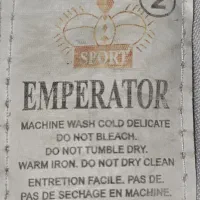 2
SPORT
EMPERATOR
MACHINE WASH COLD DELICATE
DO NOT BLEACH.
DO NOT TUMBLE DRY.
WARM IRON. DO NOT DRY CLEAN
ENTRETION FACILE. PAS DE.
PAS DE SECHAGE EN MACHINE.